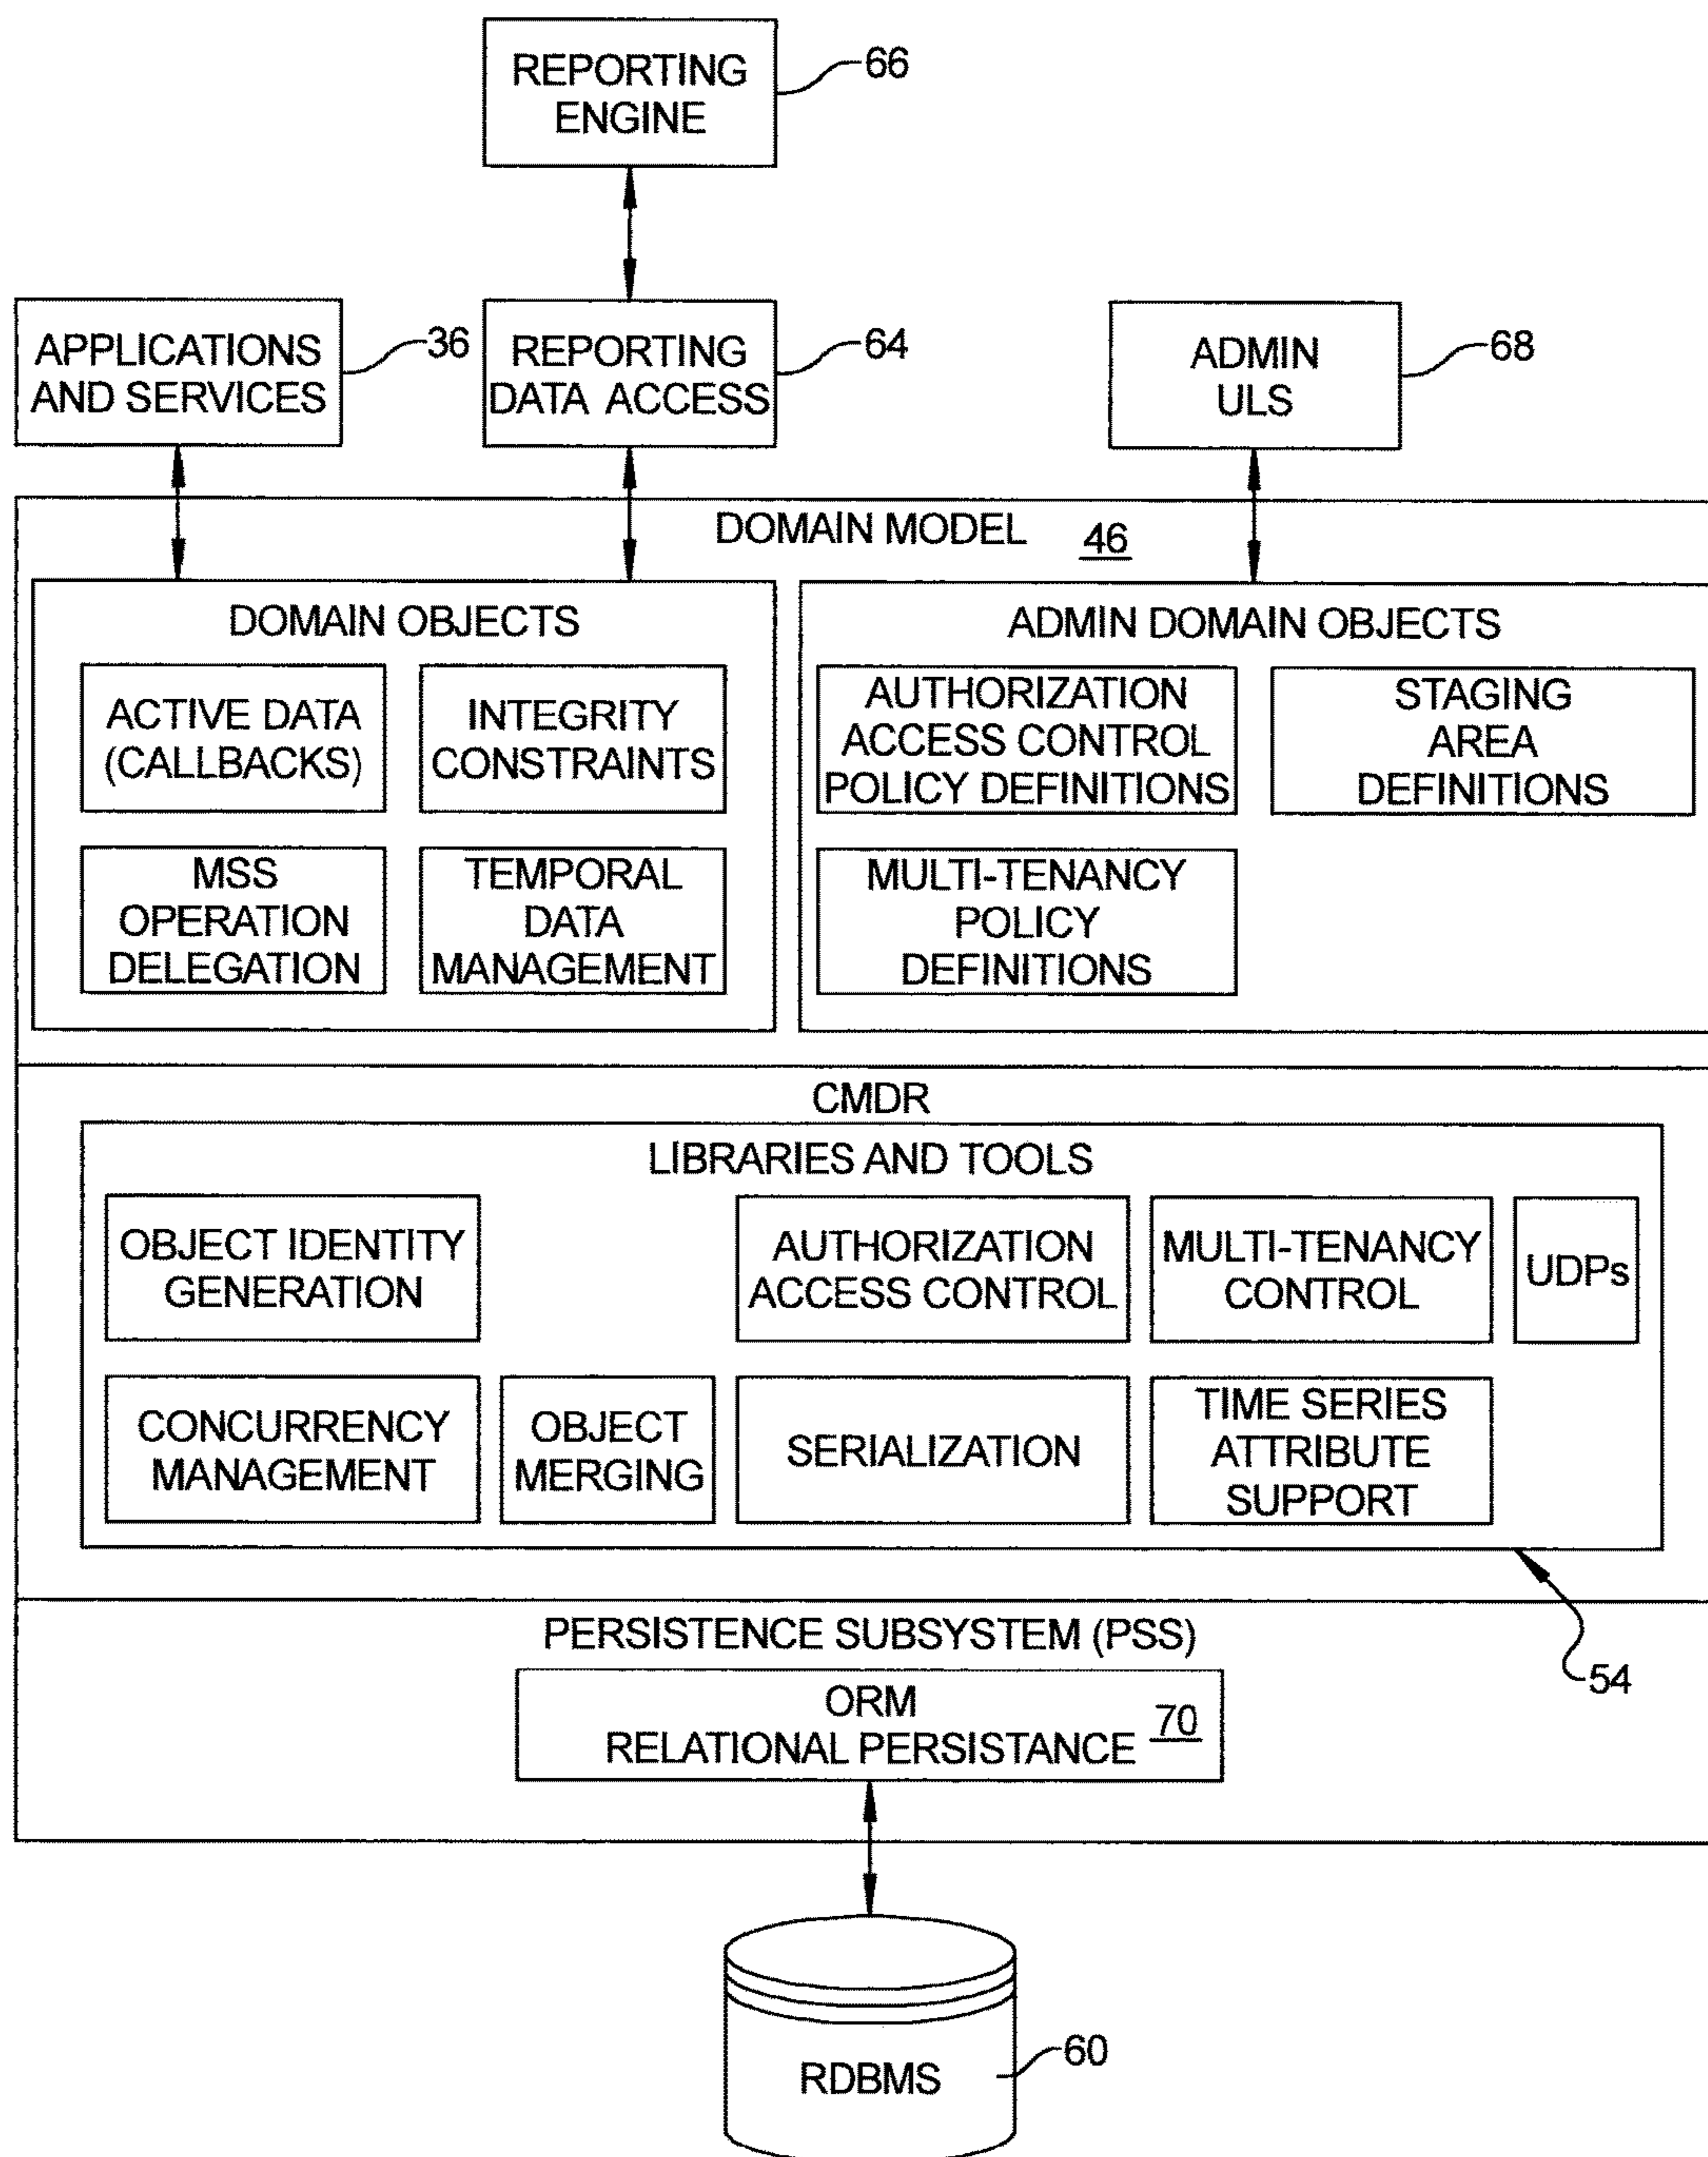 REPORTING
ENGINE
66
APPLICATIONS
AND SERVICES
36
REPORTING
DATA ACCESS
64
ADMIN
ULS
68
DOMAIN MODEL
46
DOMAIN OBJECTS
ACTIVE DATA
(CALLBACKS)
INTEGRITY
CONSTRAINTS
MSS
OPERATION
DELEGATION
TEMPORAL
DATA
MANAGEMENT
ADMIN DOMAIN OBJECTS
AUTHORIZATION
ACCESS CONTROL
POLICY DEFINITIONS
STAGING
AREA
DEFINITIONS
MULTI-TENANCY
POLICY
DEFINITIONS
CMDR
LIBRARIES AND TOOLS
OBJECT IDENTITY
GENERATION
AUTHORIZATION
ACCESS CONTROL
MULTI-TENANCY
CONTROL
UDPs
CONCURRENCY
MANAGEMENT
OBJECT
MERGING
SERIALIZATION
TIME SERIES
ATTRIBUTE
SUPPORT
54
PERSISTENCE SUBSYSTEM (PSS)
ORM
RELATIONAL PERSISTANCE
70
RDBMS
60